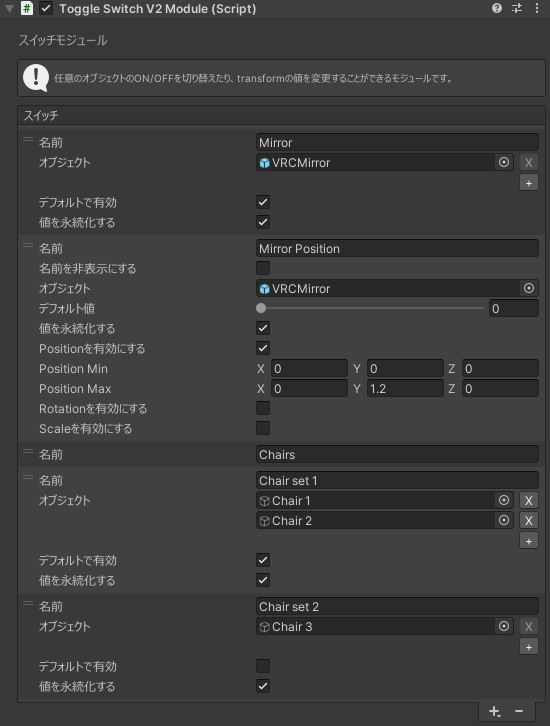 Toggle Switch V2 Module (Script)
スイッチモジュール
任意のオブジェクトのON/OFFを切り替えたり、transformの値を変更することができるモジュールです。
スイッチ
名前 Mirror
オブジェクト VRCMirror X
+
デフォルトで有効
値を永続化する
名前 Mirror Position
名前を非表示にする
オブジェクト VRCMirror
デフォルト値 0
値を永続化する
Positionを有効にする
Position Min X 0 Y 0 Z 0
Position Max X 0 Y 1.2 Z 0
Rotationを有効にする
Scaleを有効にする
名前 Chairs
名前 Chair set 1
オブジェクト Chair 1 X
Chair 2 X
+
デフォルトで有効
値を永続化する
名前 Chair set 2
オブジェクト Chair 3 X
+
デフォルトで有効
値を永続化する
+ −